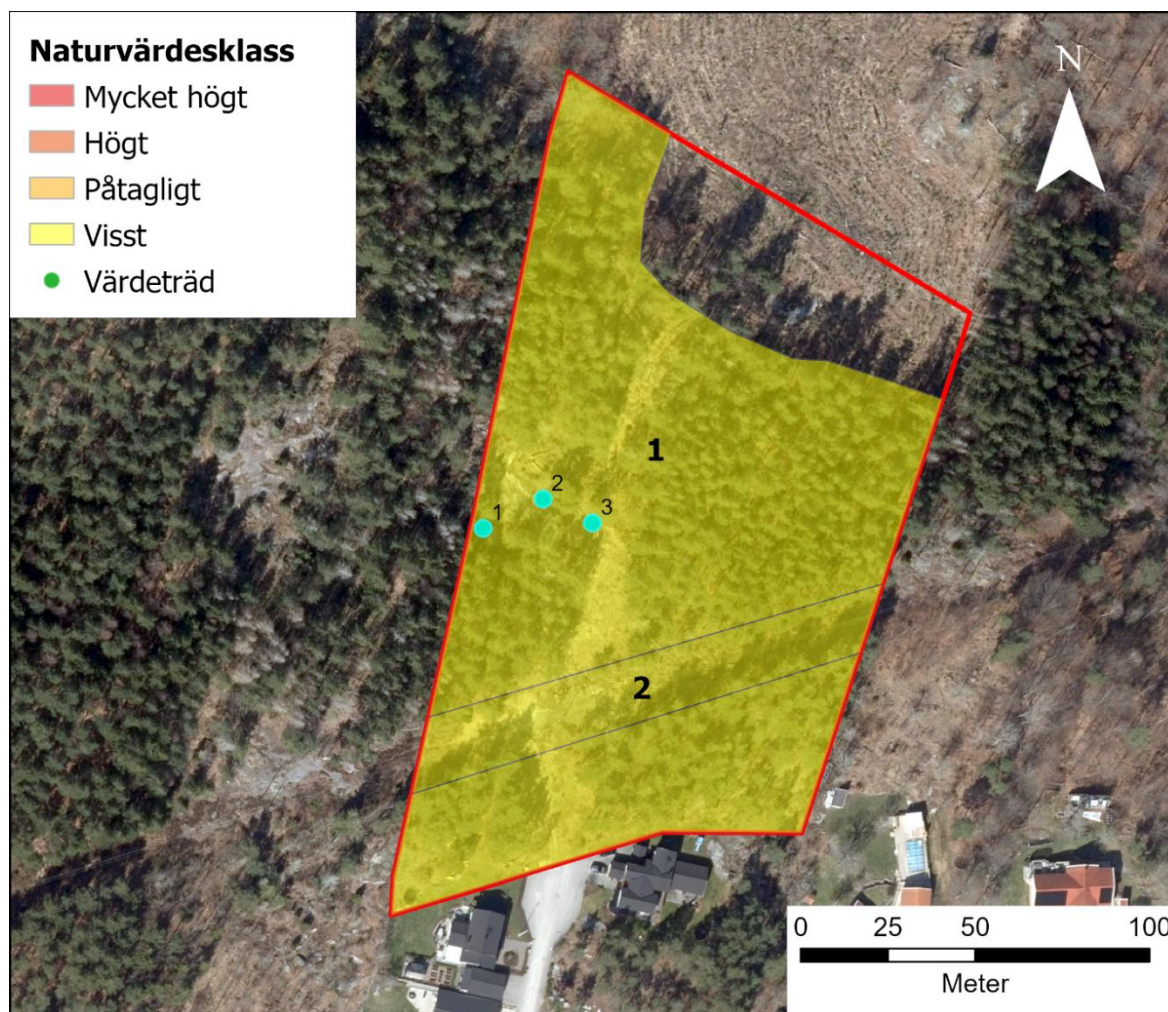 Naturvärdesklass
Mycket högt
Högt
Påtagligt
Visst
Värdeträd
N
1
2
3
1
2
0 25 50 100
Meter